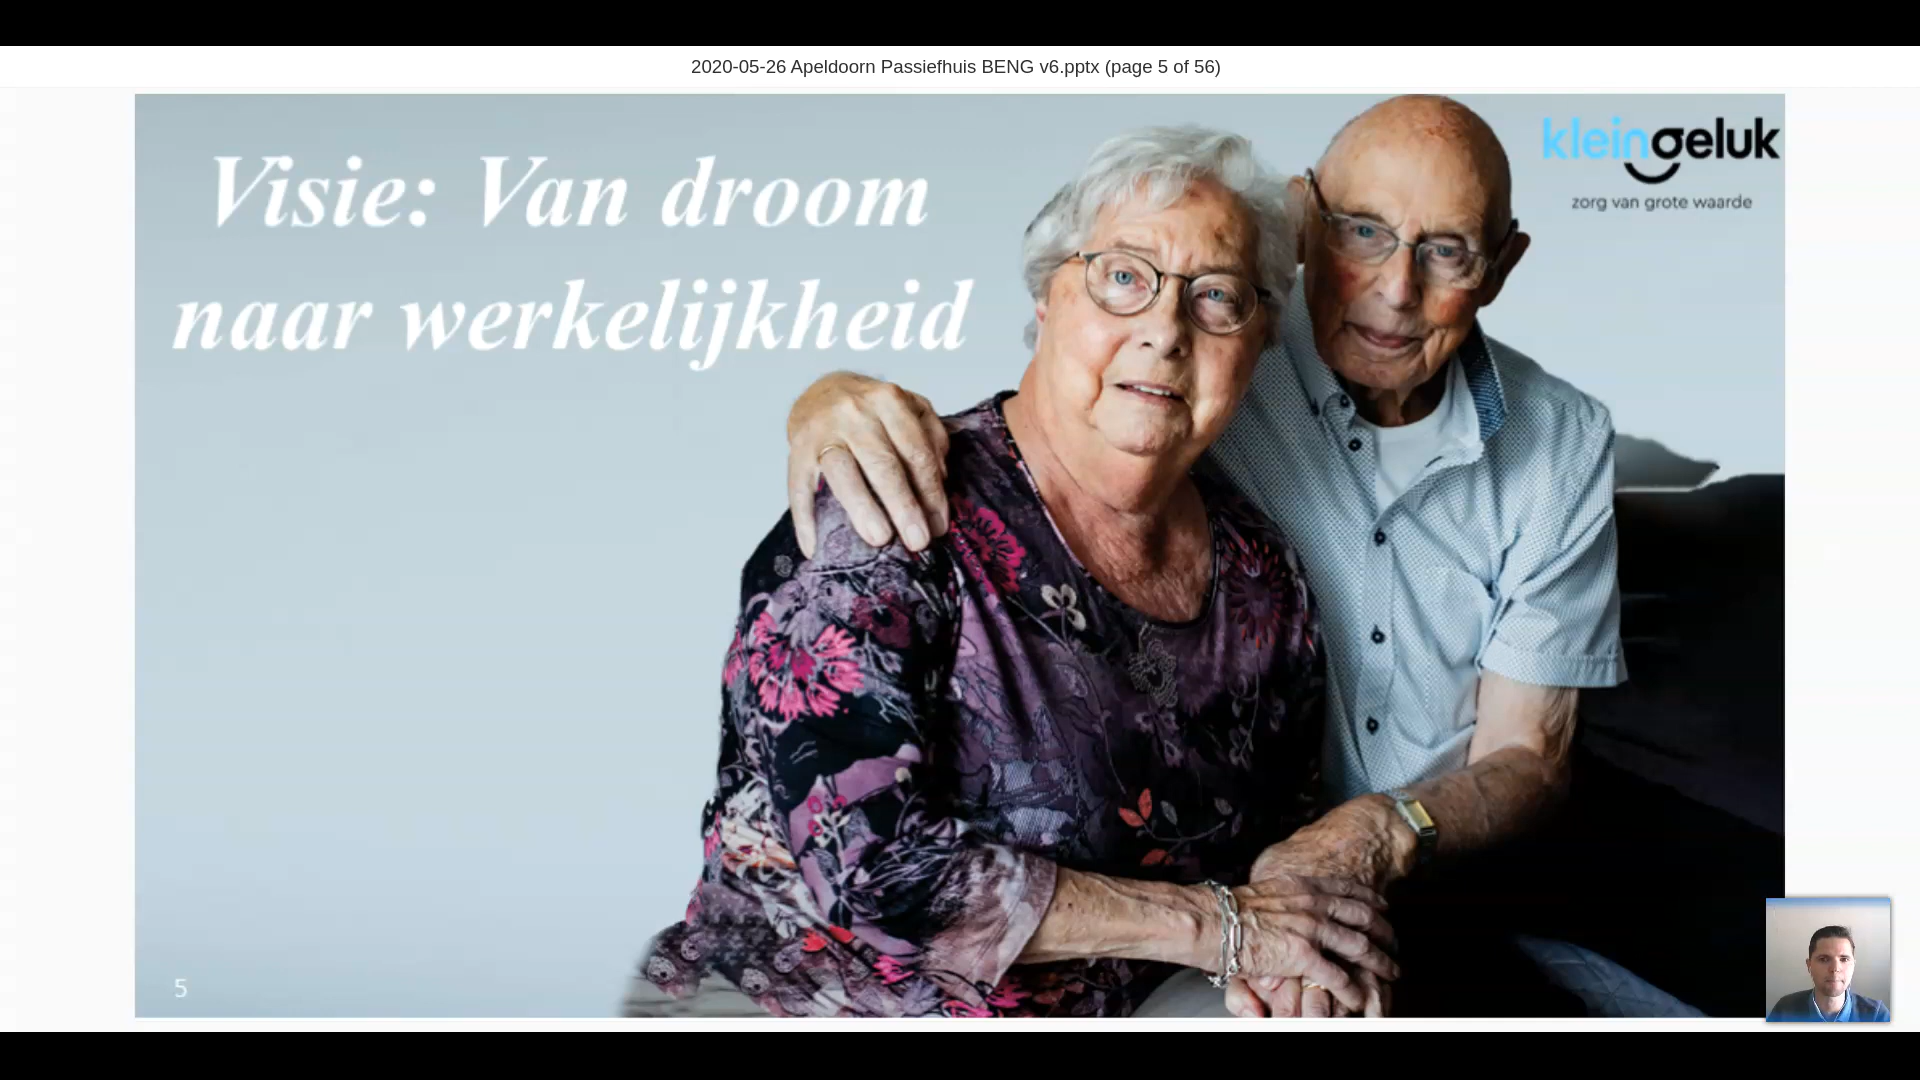 2020-05-26 Apeldoorn Passiefhuis BENG v6.pptx (page 5 of 56)
kleingeluk
zorg van grote waarde
Visie: Van droom
naar werkelijkheid
5